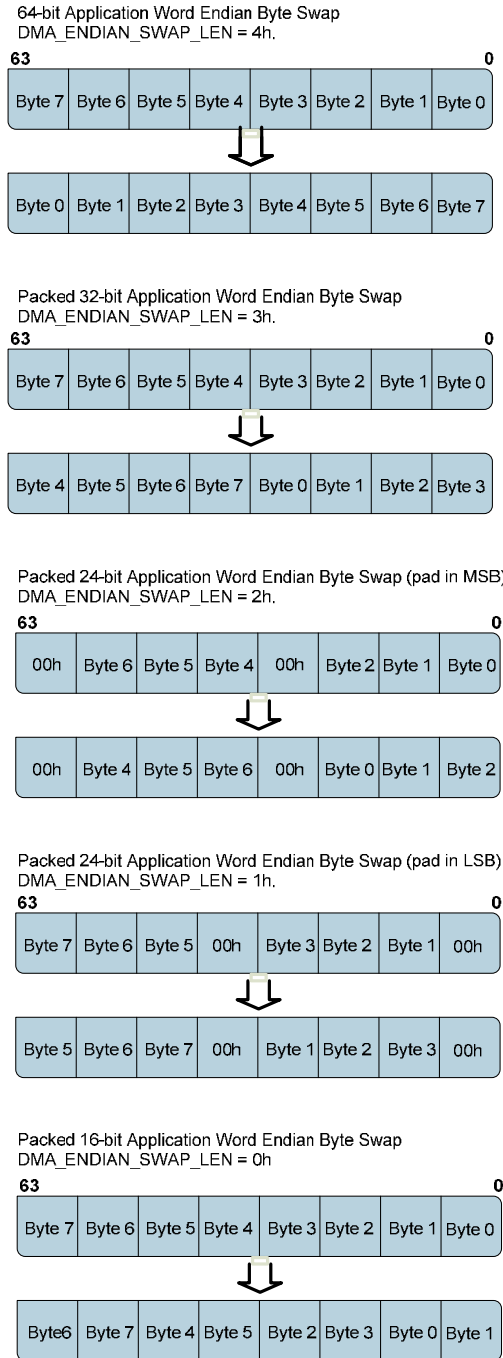 64-bit Application Word Endian Byte Swap
DMA_ENDIAN_SWAP_LEN = 4h.
63 0
Byte 7 Byte 6 Byte 5 Byte 4 Byte 3 Byte 2 Byte 1 Byte 0
Byte 0 Byte 1 Byte 2 Byte 3 Byte 4 Byte 5 Byte 6 Byte 7
Packed 32-bit Application Word Endian Byte Swap
DMA_ENDIAN_SWAP_LEN = 3h.
63 0
Byte 7 Byte 6 Byte 5 Byte 4 Byte 3 Byte 2 Byte 1 Byte 0
Byte 4 Byte 5 Byte 6 Byte 7 Byte 0 Byte 1 Byte 2 Byte 3
Packed 24-bit Application Word Endian Byte Swap (pad in MSB)
DMA_ENDIAN_SWAP_LEN = 2h.
63 0
00h Byte 6 Byte 5 Byte 4 00h Byte 2 Byte 1 Byte 0
00h Byte 4 Byte 5 Byte 6 00h Byte 0 Byte 1 Byte 2
Packed 24-bit Application Word Endian Byte Swap (pad in LSB)
DMA_ENDIAN_SWAP_LEN = 1h.
63 0
Byte 7 Byte 6 Byte 5 00h Byte 3 Byte 2 Byte 1 00h
Byte 5 Byte 6 Byte 7 00h Byte 1 Byte 2 Byte 3 00h
Packed 16-bit Application Word Endian Byte Swap
DMA_ENDIAN_SWAP_LEN = 0h
63 0
Byte 7 Byte 6 Byte 5 Byte 4 Byte 3 Byte 2 Byte 1 Byte 0
Byte6 Byte 7 Byte 4 Byte 5 Byte 2 Byte 3 Byte 0 Byte 1